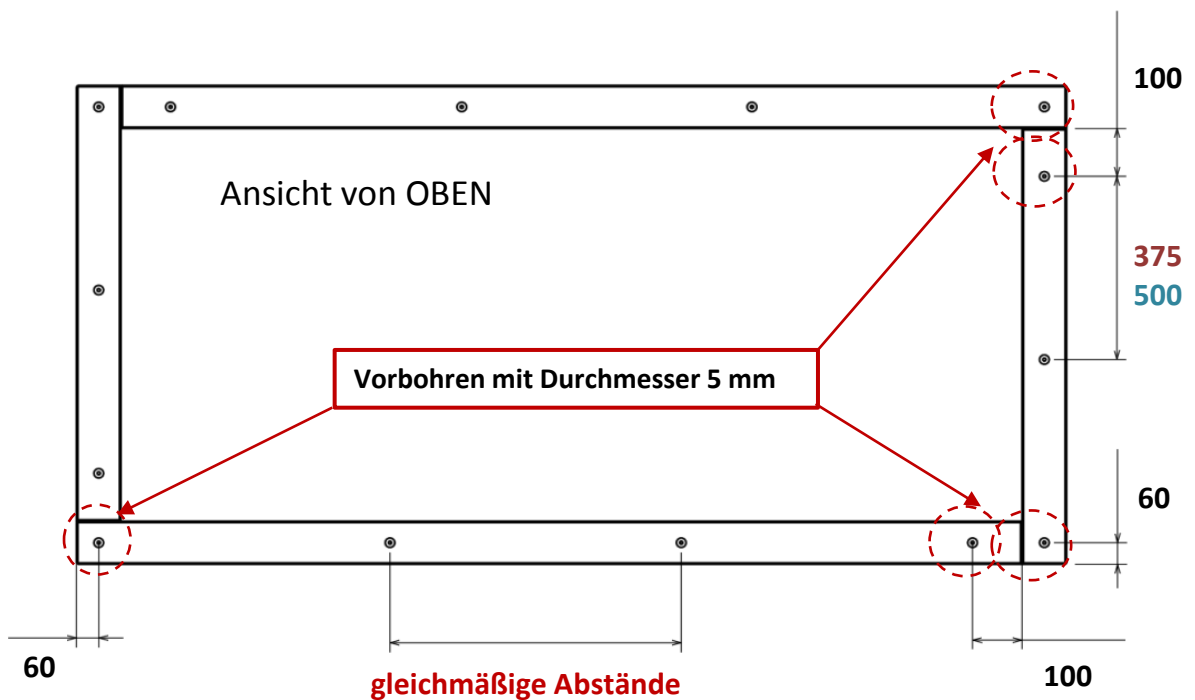 100
Ansicht von OBEN
375
500
Vorbohren mit Durchmesser 5 mm
60
60
gleichmäßige Abstände
100